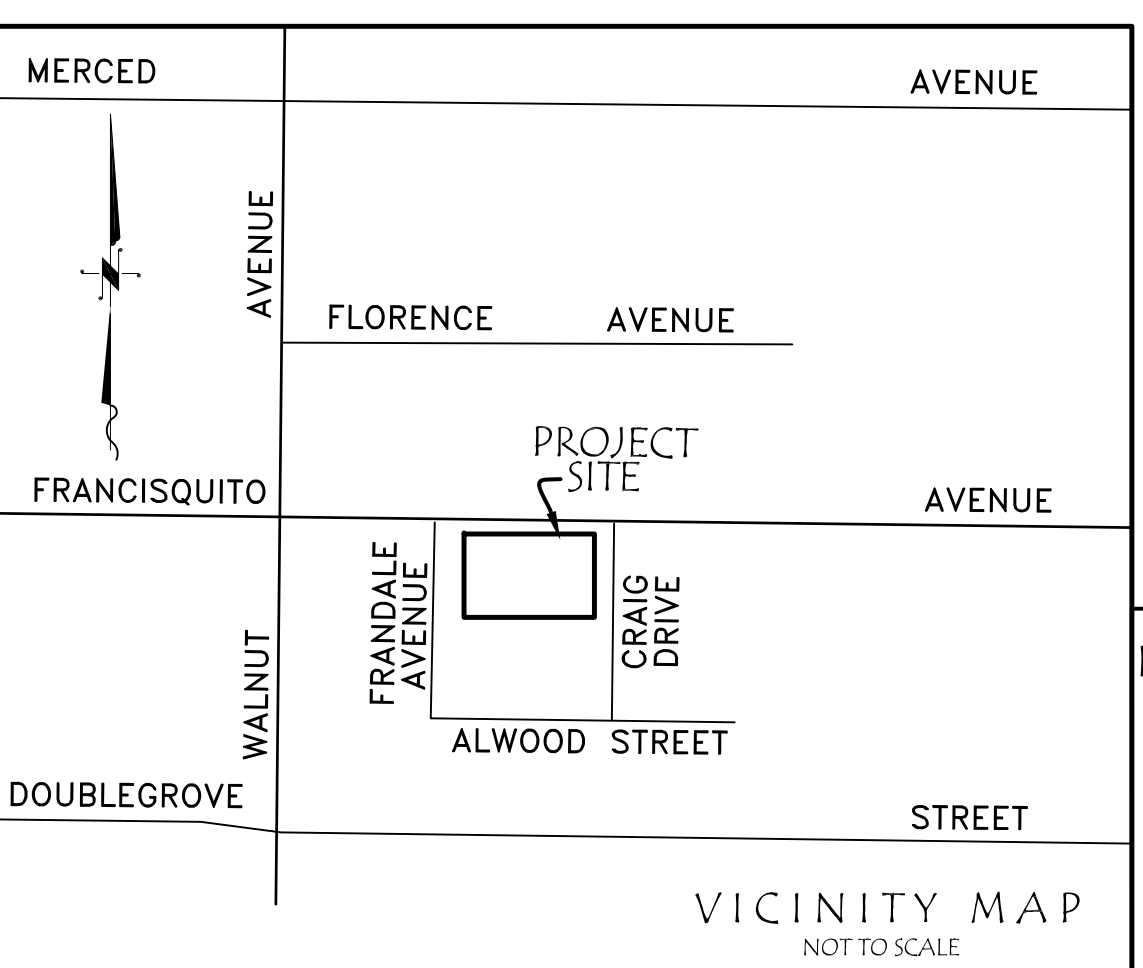 MERCED AVENUE
AVENUE
N
FLORENCE AVENUE
PROJECT
SITE
FRANCISQUITO AVENUE
FRANDALE
AVENUE
CRAIG
DRIVE
WALNUT
ALWOOD STREET
DOUBLEGROVE STREET
VICINITY MAP
NOT TO SCALE